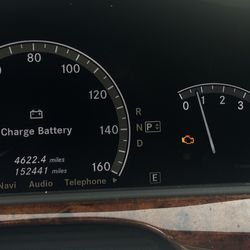 80 100
120
140
160
Charge Battery
4622.4 miles
152441 miles
Navi Audio Telephone
R
N P
D
E
0 1 2 3